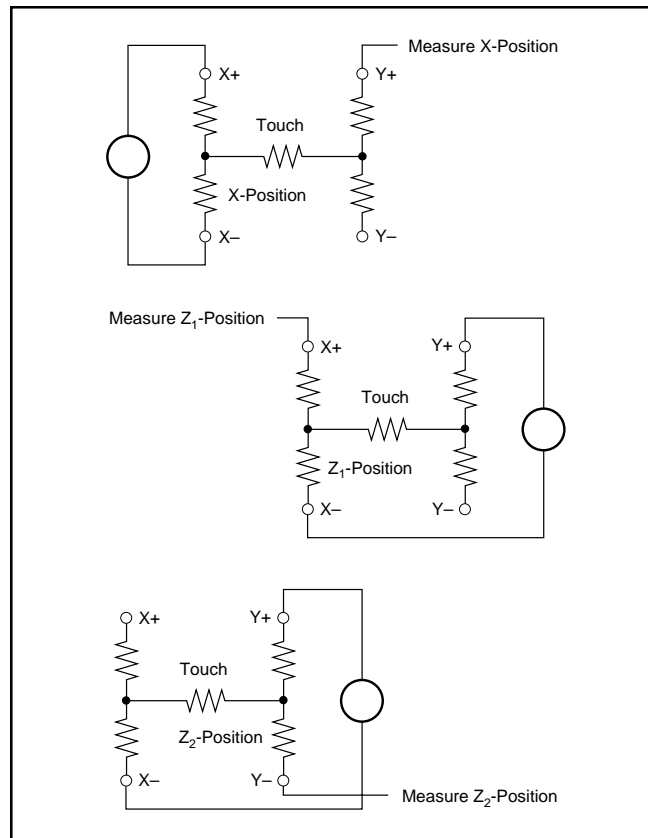 Measure X-Position
X+ Y+
Touch
X-Position
X– Y–
Measure Z₁-Position
X+ Y+
Touch
Z₁-Position
X– Y–
X+ Y+
Touch
Z₂-Position
X– Y–
Measure Z₂-Position